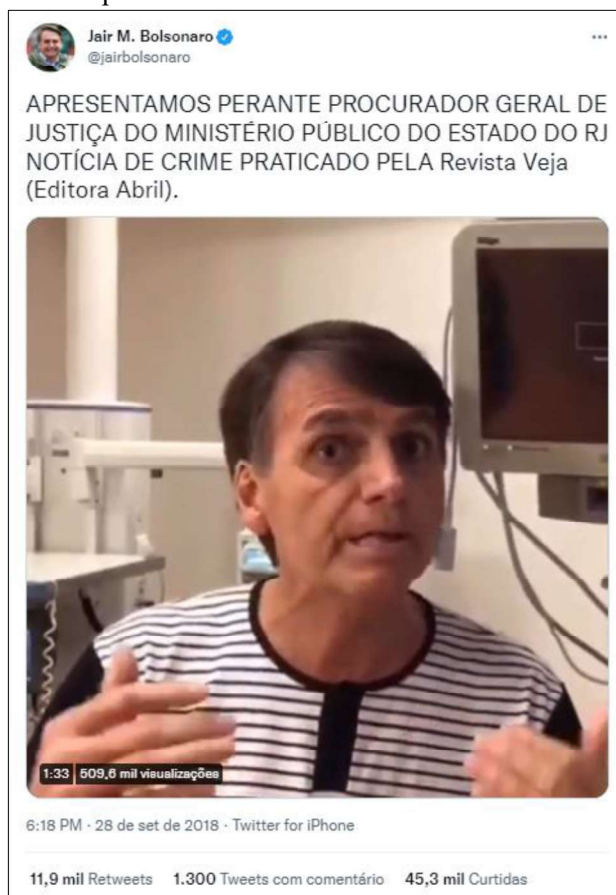 Jair M. Bolsonaro
@jairbolsonaro
APRESENTAMOS PERANTE PROCURADOR GERAL DE
JUSTIÇA DO MINISTÉRIO PÚBLICO DO ESTADO DO RJ
NOTÍCIA DE CRIME PRATICADO PELA Revista Veja
(Editora Abril).
1:33 509,6 mil visualizações
6:18 PM · 28 de set de 2018 · Twitter for iPhone
11,9 mil Retweets 1.300 Tweets com comentário 45,3 mil Curtidas